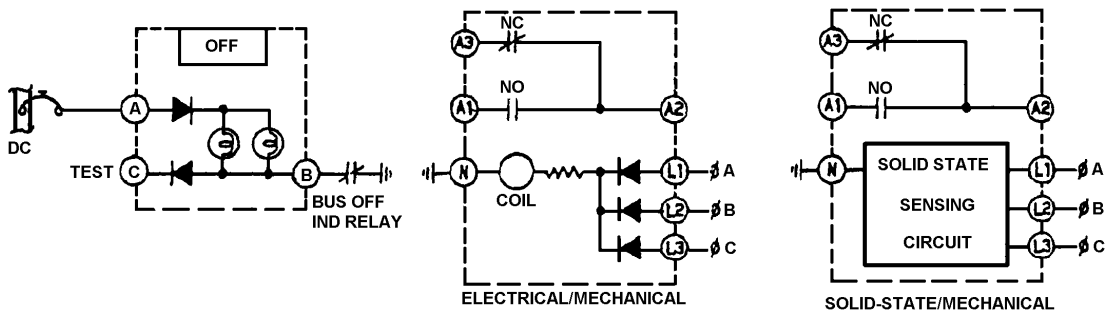 OFF
A
DC
TEST
C
B
BUS OFF
IND RELAY
A3
NC
NO
A1
A2
N
COIL
L1
ØA
L2
ØB
L3
ØC
ELECTRICAL/MECHANICAL
A3
NC
NO
A1
A2
N
SOLID STATE
SENSING
CIRCUIT
L1
ØA
L2
ØB
L3
ØC
SOLID-STATE/MECHANICAL